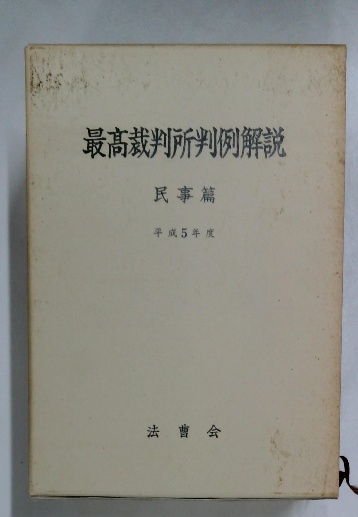 最高裁判所判例解説
民事篇
平成5年度
法曹会